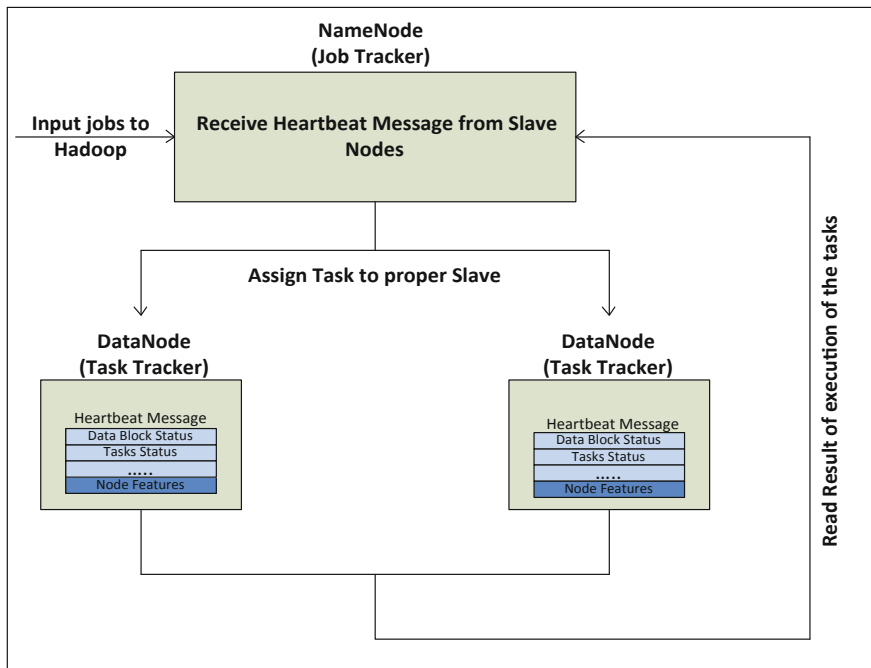 NameNode
(Job Tracker)
Input jobs to
Hadoop
Receive Heartbeat Message from Slave
Nodes
Assign Task to proper Slave
DataNode
(Task Tracker)
Heartbeat Message
Data Block Status
Tasks Status
.....
Node Features
DataNode
(Task Tracker)
Heartbeat Message
Data Block Status
Tasks Status
.....
Node Features
Read Result of execution of the tasks